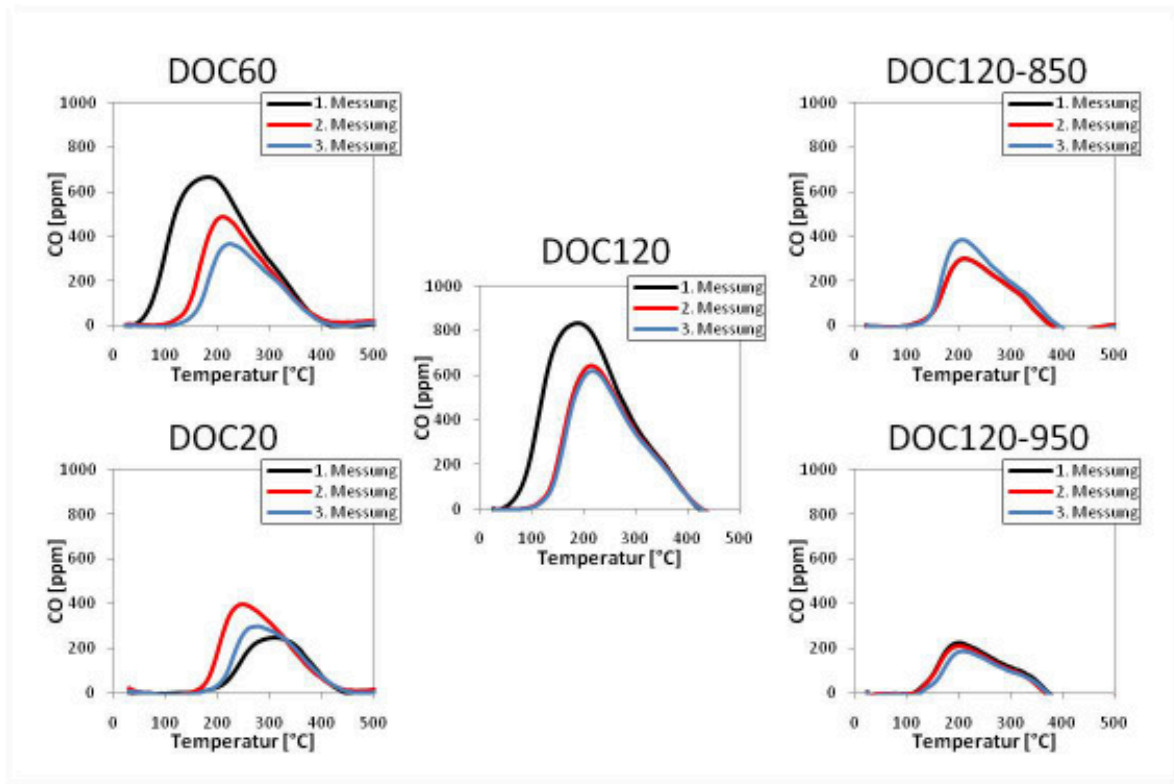 DOC60
1. Messung
2. Messung
3. Messung
1000
800
600
400
200
0
CO [ppm]
0 100 200 300 400 500
Temperatur [°C]
DOC120-850
1. Messung
2. Messung
3. Messung
1000
800
600
400
200
0
CO [ppm]
0 100 200 300 400 500
Temperatur [°C]
DOC120
1. Messung
2. Messung
3. Messung
1000
800
600
400
200
0
CO [ppm]
0 100 200 300 400 500
Temperatur [°C]
DOC20
1. Messung
2. Messung
3. Messung
1000
800
600
400
200
0
CO [ppm]
0 100 200 300 400 500
Temperatur [°C]
DOC120-950
1. Messung
2. Messung
3. Messung
1000
800
600
400
200
0
CO [ppm]
0 100 200 300 400 500
Temperatur [°C]